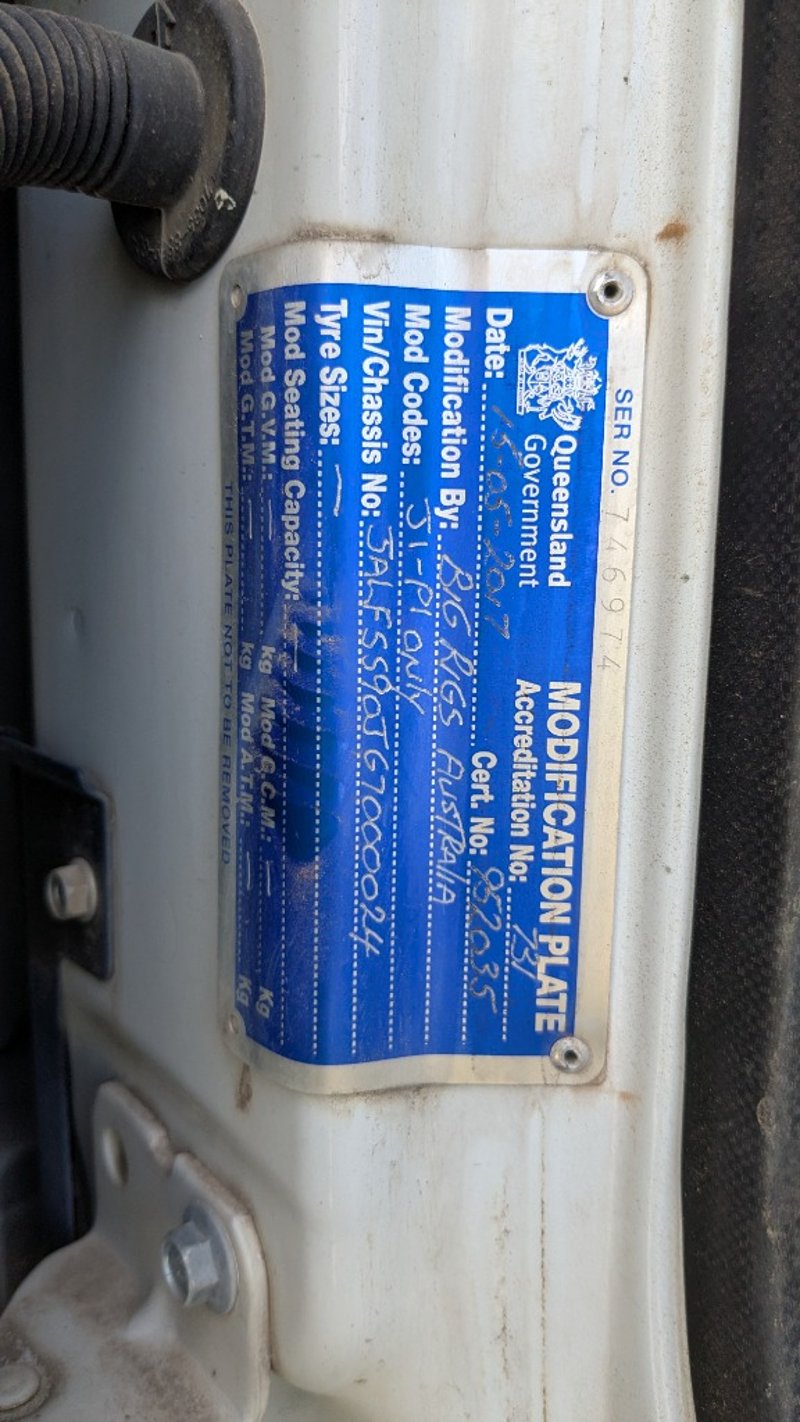 SER NO. 746974
Queensland MODIFICATION PLATE
Government Accreditation No: 731
Date: 15-05-2017 Cert. No: 952035
Modification By: BIG RIGS AUSTRALIA
Mod Codes: J1-P1 ONLY
Vin/Chassis No: JALFSS90JG7000024
Tyre Sizes: —
Mod Seating Capacity: —
Mod G.V.M.: — kg Mod G.C.M.: — Kg
Mod G.T.M.: — kg Mod A.T.M.: — Kg
THIS PLATE NOT TO BE REMOVED